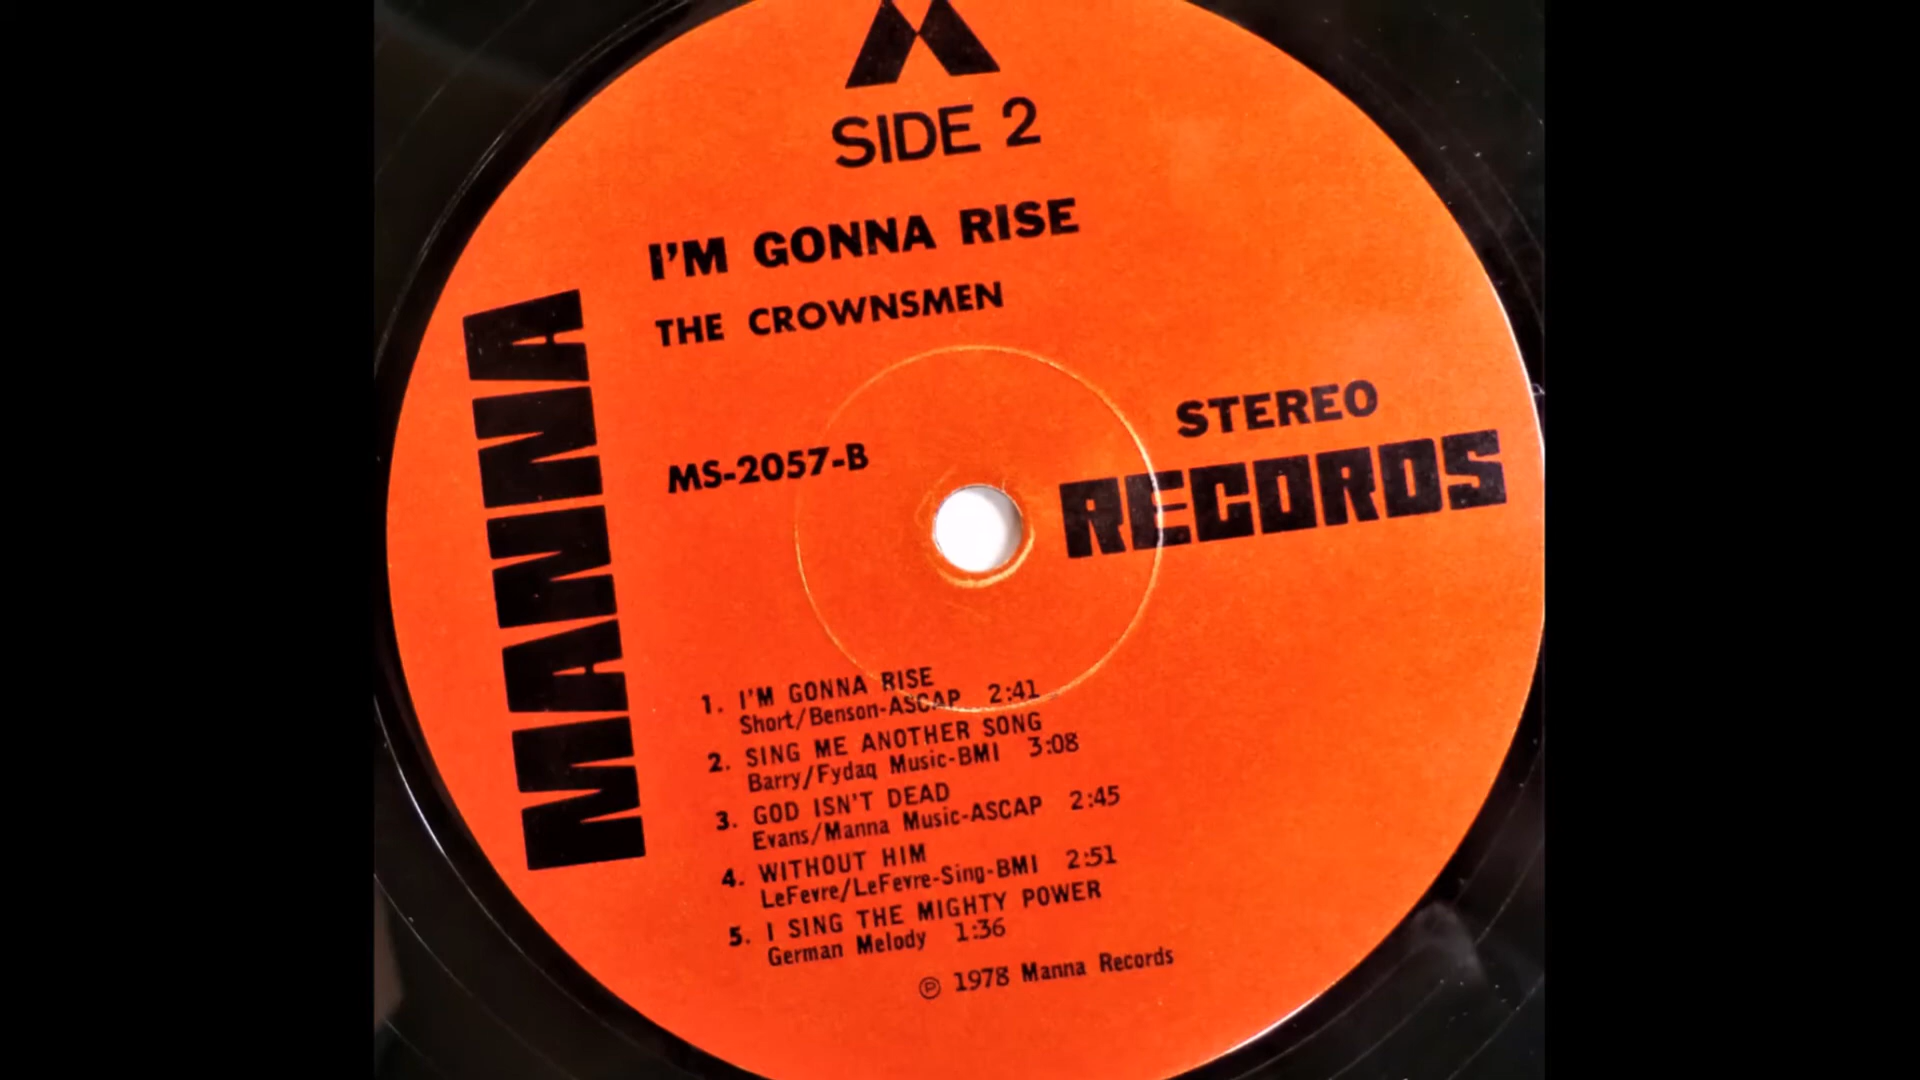 SIDE 2
I'M GONNA RISE
THE CROWNSMEN
MANNA
STEREO
MS-2057-B
RECORDS
1. I'M GONNA RISE
Short/Benson-ASCAP 2:41
2. SING ME ANOTHER SONG
Barry/Fydaq Music-BMI 3:08
3. GOD ISN'T DEAD
Evans/Manna Music-ASCAP 2:45
4. WITHOUT HIM
LeFevre/LeFevre-Sing-BMI 2:51
5. I SING THE MIGHTY POWER
German Melody 1:36
℗ 1978 Manna Records